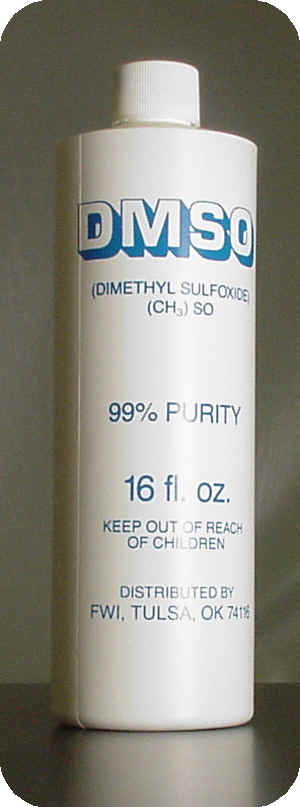 DMSO
(DIMETHYL SULFOXIDE)
(CH₃) SO
99% PURITY
16 fl. oz.
KEEP OUT OF REACH
OF CHILDREN
DISTRIBUTED BY
FWI, TULSA, OK 74116